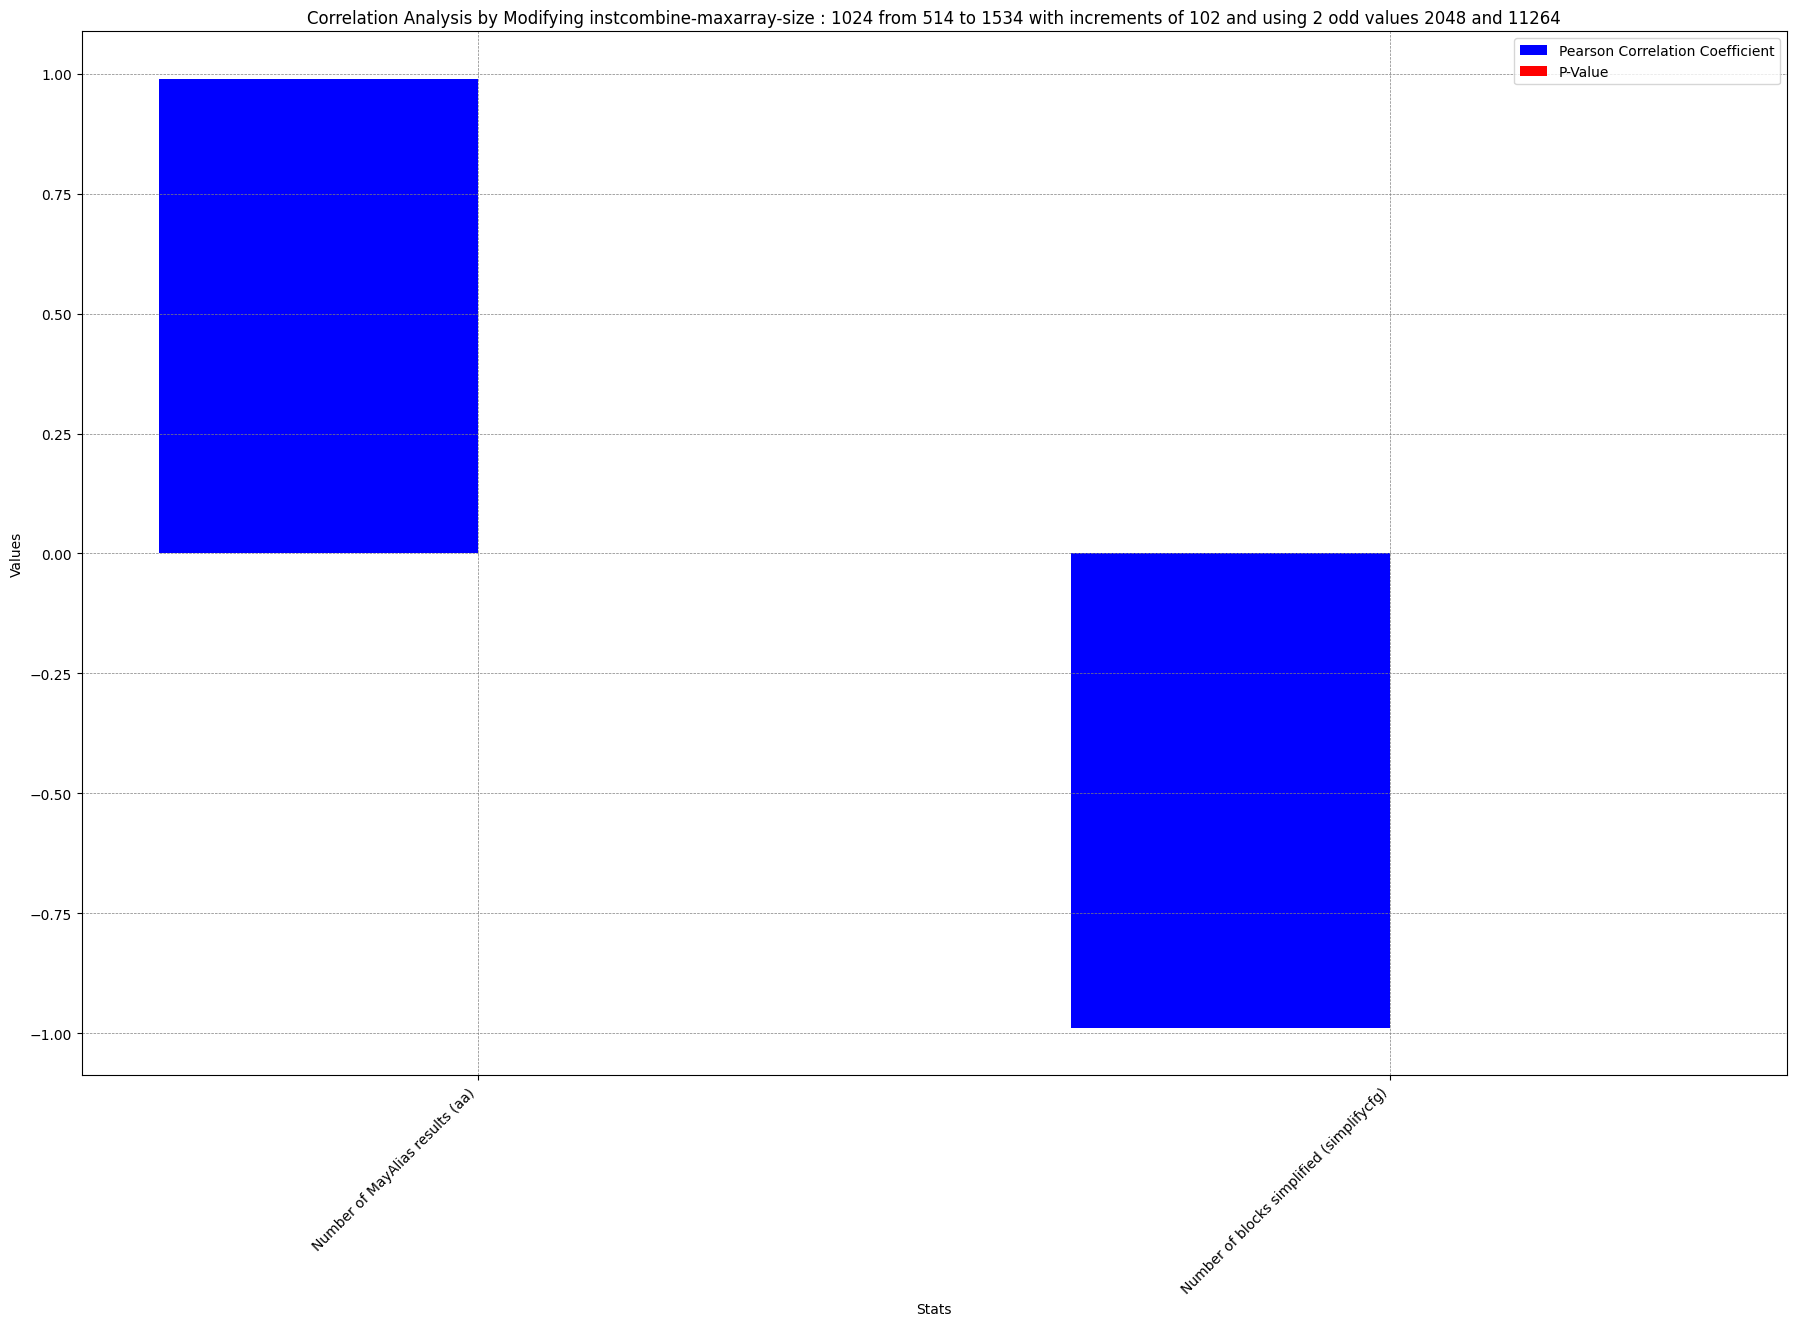 Correlation Analysis by Modifying instcombine-maxarray-size : 1024 from 514 to 1534 with increments of 102 and using 2 odd values 2048 and 11264
Pearson Correlation Coefficient
P-Value
1.00
0.75
0.50
0.25
0.00
−0.25
−0.50
−0.75
−1.00
Values
Number of MayAlias results (aa)
Number of blocks simplified (simplifycfg)
Stats